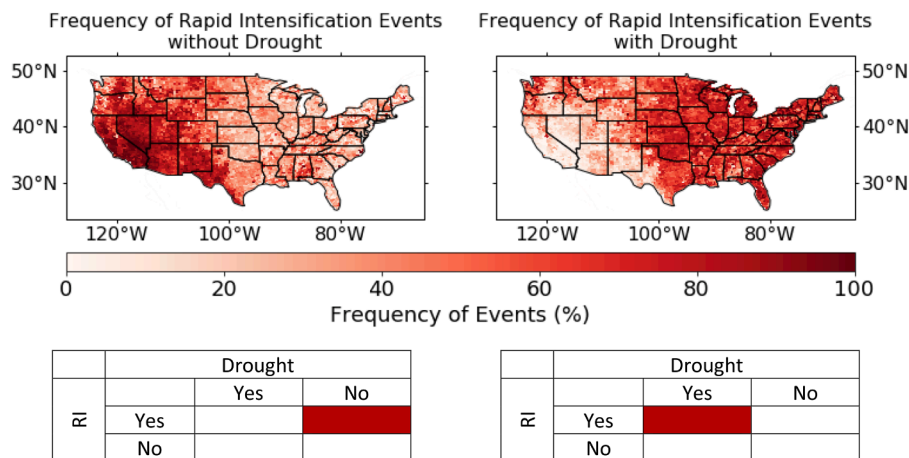 Frequency of Rapid Intensification Events
without Drought
Frequency of Rapid Intensification Events
with Drought
50°N
40°N
30°N
120°W 100°W 80°W
50°N
40°N
30°N
120°W 100°W 80°W
0 20 40 60 80 100
Frequency of Events (%)
Drought
Yes No
RI
Yes
No
Drought
Yes No
RI
Yes
No